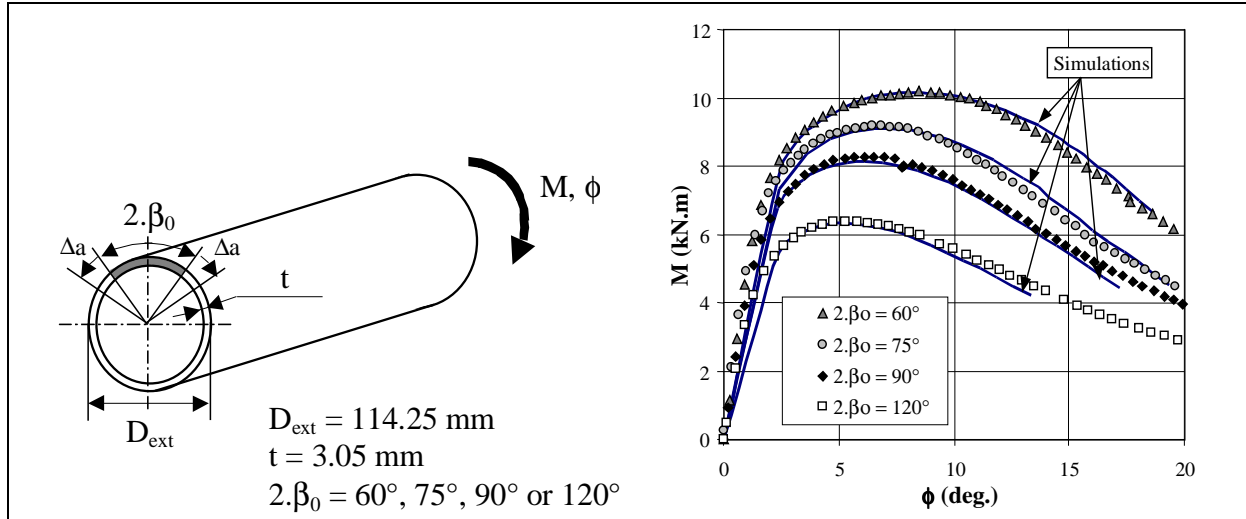 2.β₀
Δa
Δa
t
M, ϕ
D_ext
D_ext = 114.25 mm
t = 3.05 mm
2.β₀ = 60°, 75°, 90° or 120°
M (kN.m)
12
10
8
6
4
2
0
Simulations
2.βo = 60°
2.βo = 75°
2.βo = 90°
2.βo = 120°
0 5 10 15 20
ϕ (deg.)